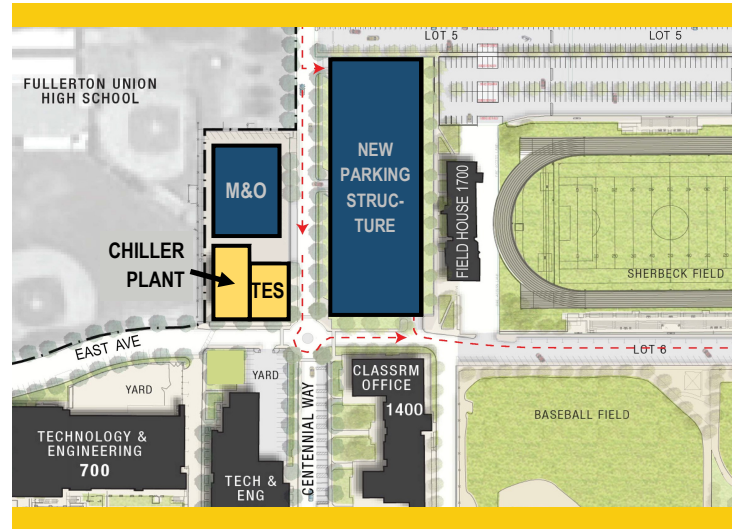 LOT 5
LOT 5
FULLERTON UNION
HIGH SCHOOL
NEW
PARKING
STRUC-
TURE
M&O
FIELD HOUSE 1700
CHILLER
PLANT
TES
SHERBECK FIELD
EAST AVE
LOT 6
YARD
YARD
CENTENNIAL WAY
CLASSRM
OFFICE
1400
BASEBALL FIELD
TECHNOLOGY &
ENGINEERING
700
TECH &
ENG